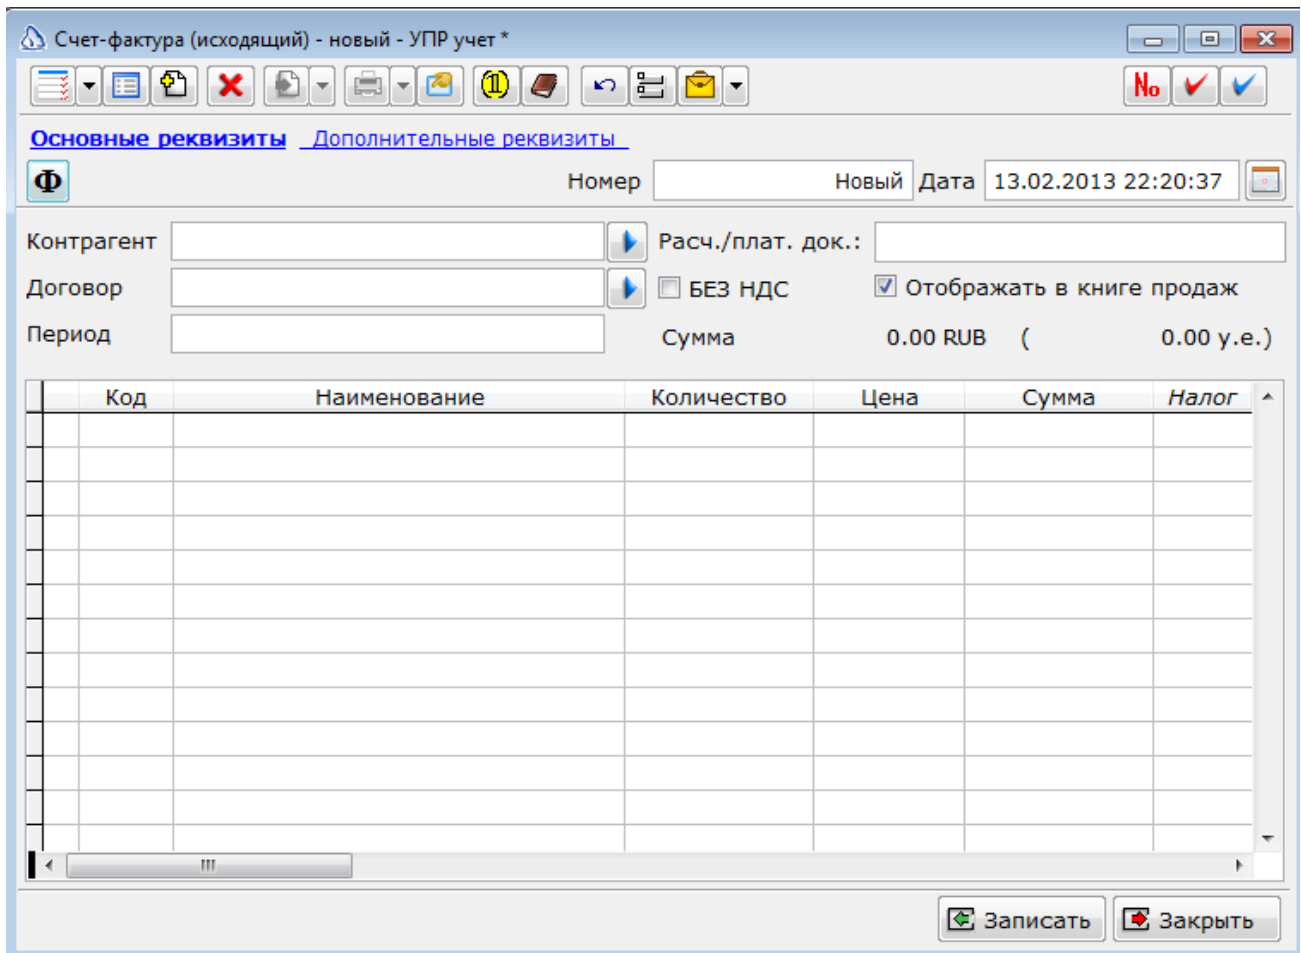 Счет-фактура (исходящий) - новый - УПР учет *
No
Основные реквизиты Дополнительные реквизиты
Ф Номер Новый Дата 13.02.2013 22:20:37
Контрагент Расч./плат. док.:
Договор БЕЗ НДС Отображать в книге продаж
Период Сумма 0.00 RUB ( 0.00 у.е.)
Код Наименование Количество Цена Сумма Налог
Записать Закрыть